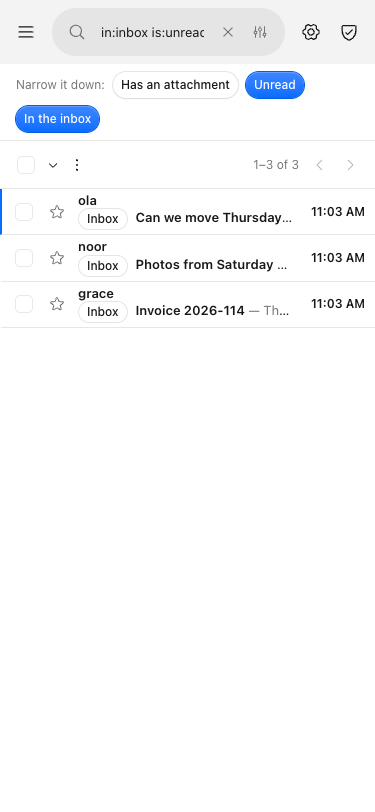 in:inbox is:unread
Narrow it down: Has an attachment Unread
In the inbox
1–3 of 3
ola
Inbox Can we move Thursday… 11:03 AM
noor
Inbox Photos from Saturday … 11:03 AM
grace
Inbox Invoice 2026-114 — Th… 11:03 AM